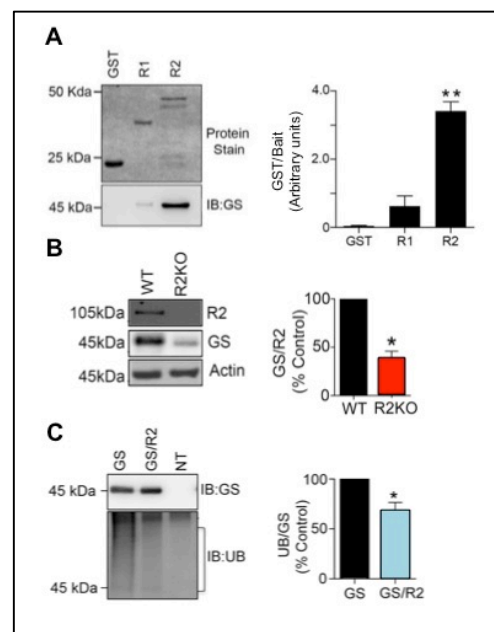 A
GST
R1
R2
50 Kda
25 kDa
Protein
Stain
45 kDa
IB:GS
GST/Bait
(Arbitrary units)
4.0
2.0
0.0
**
GST
R1
R2
B
WT
R2KO
105kDa
R2
45kDa
GS
45kDa
Actin
GS/R2
(% Control)
100
50
0
*
WT
R2KO
C
GS
GS/R2
NT
45 kDa
IB:GS
IB:UB
45 kDa
UB/GS
(% Control)
100
50
0
*
GS
GS/R2